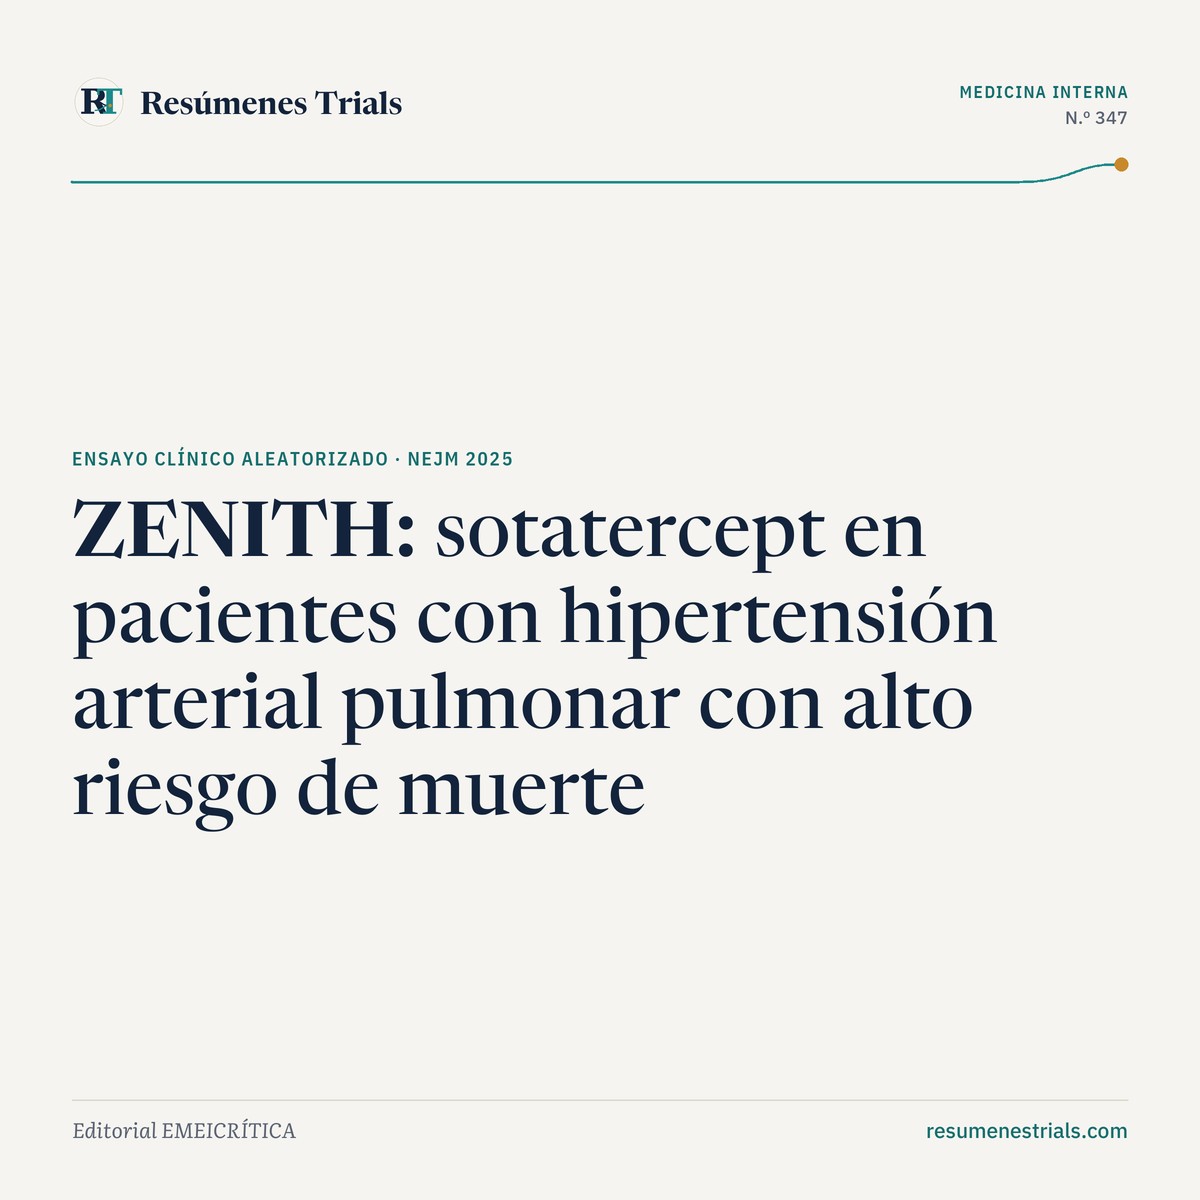 RT Resúmenes Trials
MEDICINA INTERNA
N.º 347
ENSAYO CLÍNICO ALEATORIZADO · NEJM 2025
ZENITH: sotatercept en
pacientes con hipertensión
arterial pulmonar con alto
riesgo de muerte
Editorial EMEICRÍTICA
resumenestrials.com